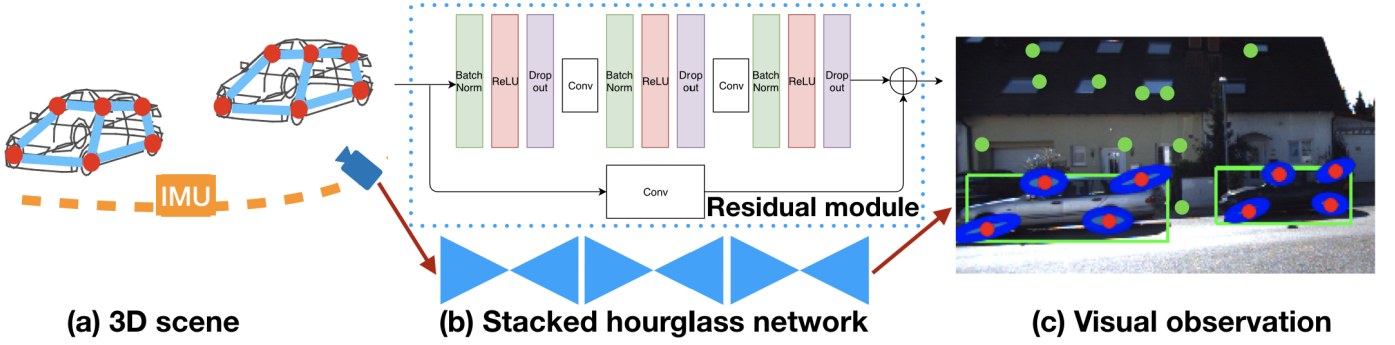 IMU
Batch
Norm
ReLU
Drop
out
Conv
Batch
Norm
ReLU
Drop
out
Conv
Batch
Norm
ReLU
Drop
out
Conv
Residual module
(a) 3D scene
(b) Stacked hourglass network
(c) Visual observation